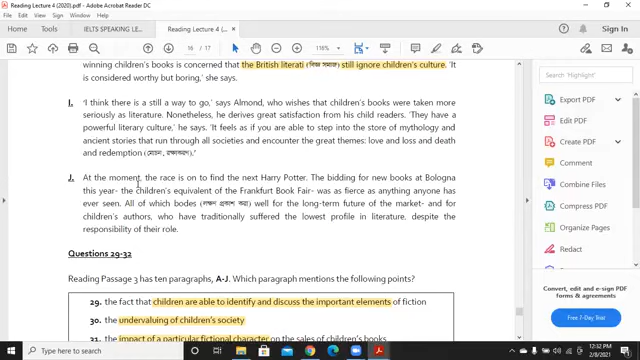 Reading Lecture 4 (2020).pdf - Adobe Acrobat Reader DC
File Edit View Sign Window Help
Home Tools IELTS SPEAKING LE... Reading Lecture 4 (2... × Sign In
16 / 17 116%
winning children's books is concerned that the British literati (বিজ্ঞ সমাজ) still ignore children's culture. 'It
is considered worthy but boring,' she says.
I. 'I think there is a still a way to go,' says Almond, who wishes that children's books were taken more
seriously as literature. Nonetheless, he derives great satisfaction from his child readers. 'They have
a powerful literary culture,' he says. 'It feels as if you are able to step into the store of mythology and
ancient stories that run through all societies and encounter the great themes: love and loss and death
and redemption
J. At the moment, the race is on to find the next Harry Potter. The bidding for new books at Bologna
this year- the children's equivalent of the Frankfurt Book Fair- was as fierce as anything anyone has
ever seen. All of which bodes (লক্ষণ প্রকাশ করা) well for the long-term future of the market- and for
children's authors, who have traditionally suffered the lowest profile in literature, despite the
responsibility of their role.
Questions 29-32
Reading Passage 3 has ten paragraphs, A-J. Which paragraph mentions the following points?
29. the fact that children are able to identify and discuss the important elements of fiction
30. the undervaluing of children's society
31. the impact of a particular fictional character on the sales of children's books
Search 'Highlight'
Export PDF
Edit PDF
Create PDF
Comment
Combine Files
Compress PDF
Organize Pages
Redact
Convert, edit and e-sign PDF
forms & agreements
Free 7-Day Trial
Type here to search
12:32 PM
2/8/2021